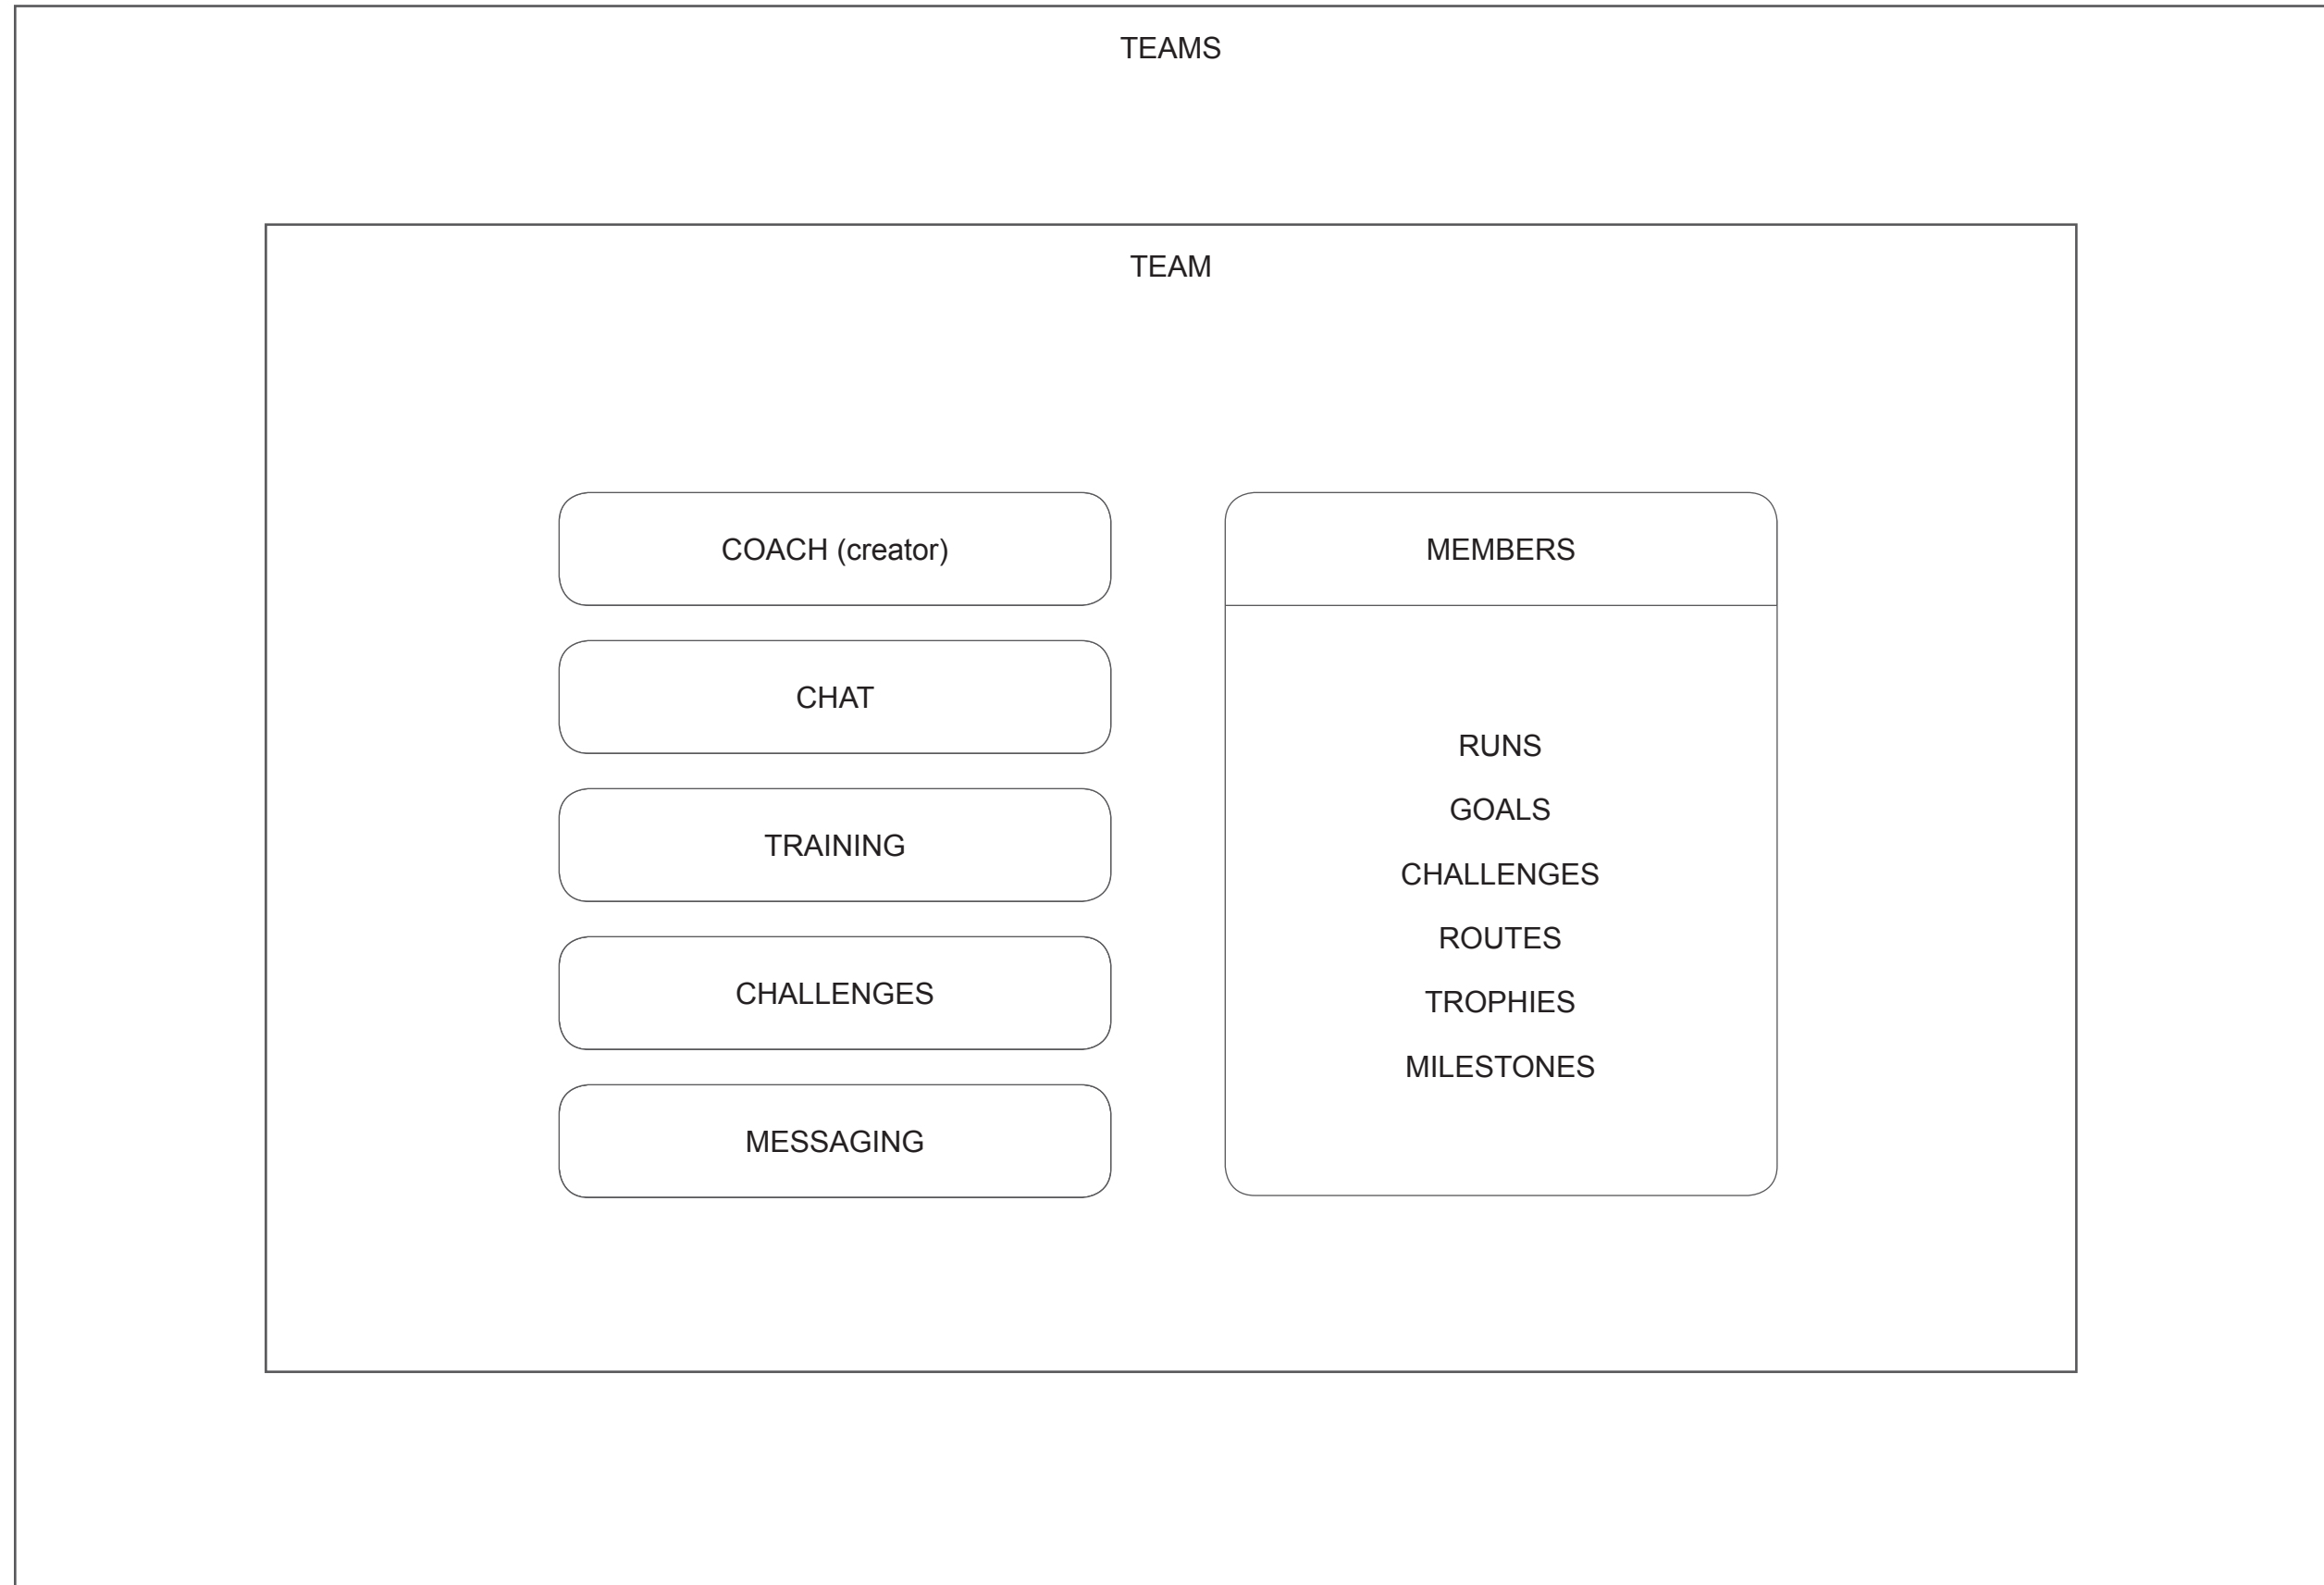 TEAMS
TEAM
COACH (creator)
CHAT
TRAINING
CHALLENGES
MESSAGING
MEMBERS
RUNS
GOALS
CHALLENGES
ROUTES
TROPHIES
MILESTONES